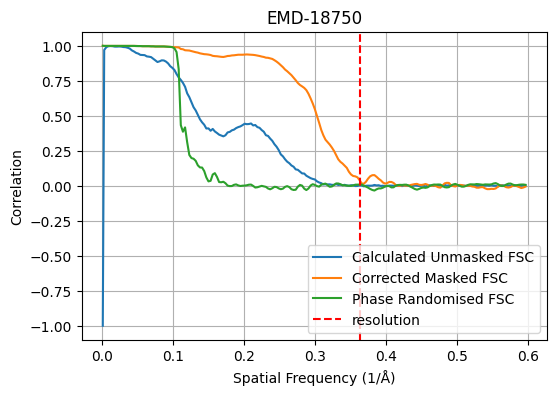 EMD-18750
1.00
0.75
0.50
0.25
0.00
−0.25
−0.50
−0.75
−1.00
Correlation
Calculated Unmasked FSC
Corrected Masked FSC
Phase Randomised FSC
resolution
0.0 0.1 0.2 0.3 0.4 0.5 0.6
Spatial Frequency (1/Å)